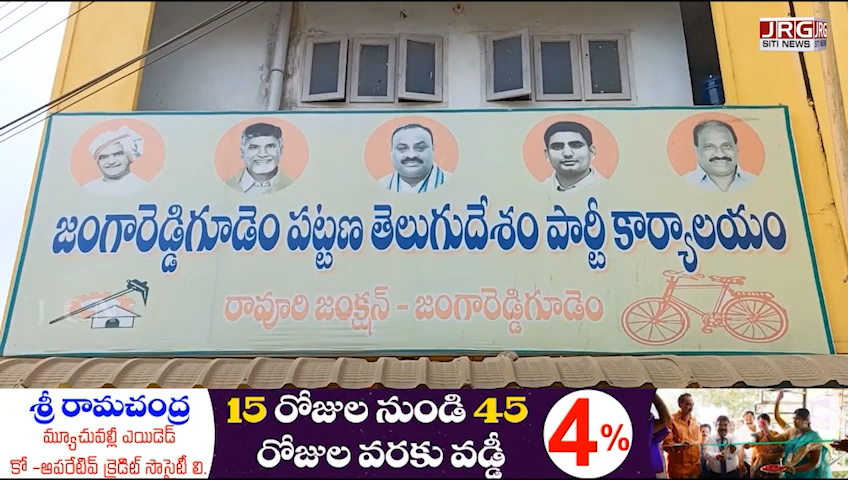 JRG
SITI NEWS
జంగారెడ్డిగూడెం పట్టణ తెలుగుదేశం పార్టీ కార్యాలయం
రావూరి జంక్షన్ - జంగారెడ్డిగూడెం
శ్రీ రామచంద్ర
మ్యూచువల్లీ ఎయిడెడ్
కో -ఆపరేటివ్ క్రెడిట్ సొసైటీ లి.
15 రోజుల నుండి 45
రోజుల వరకు వడ్డీ
4%